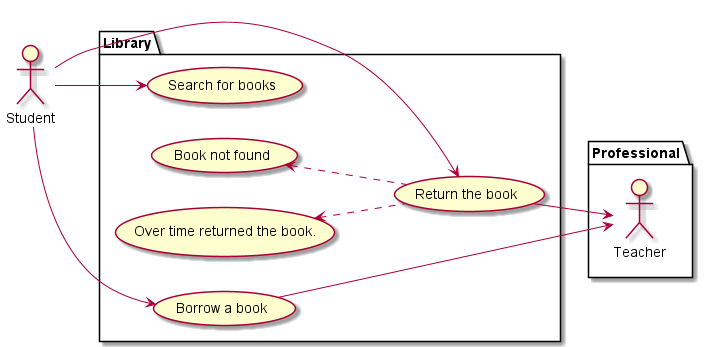 Library
Student
Search for books
Book not found
Return the book
Over time returned the book.
Borrow a book
Professional
Teacher